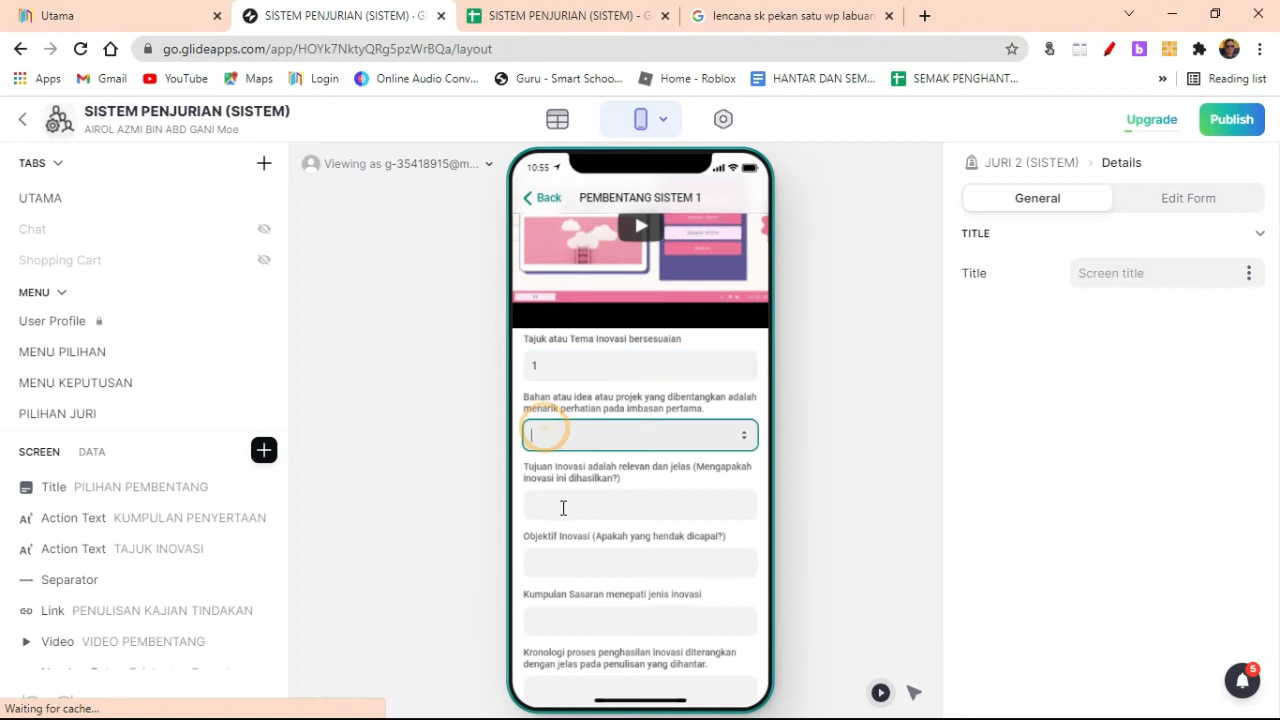 Utama
SISTEM PENJURIAN (SISTEM) · Gl
SISTEM PENJURIAN (SISTEM) - G
lencana sk pekan satu wp labuan
go.glideapps.com/app/HOYk7NktyQRg5pzWrBQa/layout
Apps
Gmail
YouTube
Maps
Login
Online Audio Conv...
Guru - Smart Schoo...
Home - Roblox
HANTAR DAN SEM...
SEMAK PENGHANT...
»
Reading list
SISTEM PENJURIAN (SISTEM)
AIROL AZMI BIN ABD GANI Moe
Upgrade
Publish
TABS
UTAMA
Chat
Shopping Cart
MENU
User Profile
MENU PILIHAN
MENU KEPUTUSAN
PILIHAN JURI
SCREEN DATA
Title PILIHAN PEMBENTANG
Action Text KUMPULAN PENYERTAAN
Action Text TAJUK INOVASI
Separator
Link PENULISAN KAJIAN TINDAKAN
Video VIDEO PEMBENTANG
Waiting for cache...
Viewing as g-35418915@m...
10:55
Back PEMBENTANG SISTEM 1
Tajuk atau Tema Inovasi bersesuaian
1
Bahan atau idea atau projek yang dibentangkan adalah
menarik perhatian pada imbasan pertama.
Tujuan Inovasi adalah relevan dan jelas (Mengapakah
inovasi ini dihasilkan?)
Objektif Inovasi (Apakah yang hendak dicapai?)
Kumpulan Sasaran menepati jenis inovasi
Kronologi proses penghasilan inovasi diterangkan
dengan jelas pada penulisan yang dihantar.
JURI 2 (SISTEM) › Details
General
Edit Form
TITLE
Title
Screen title
5